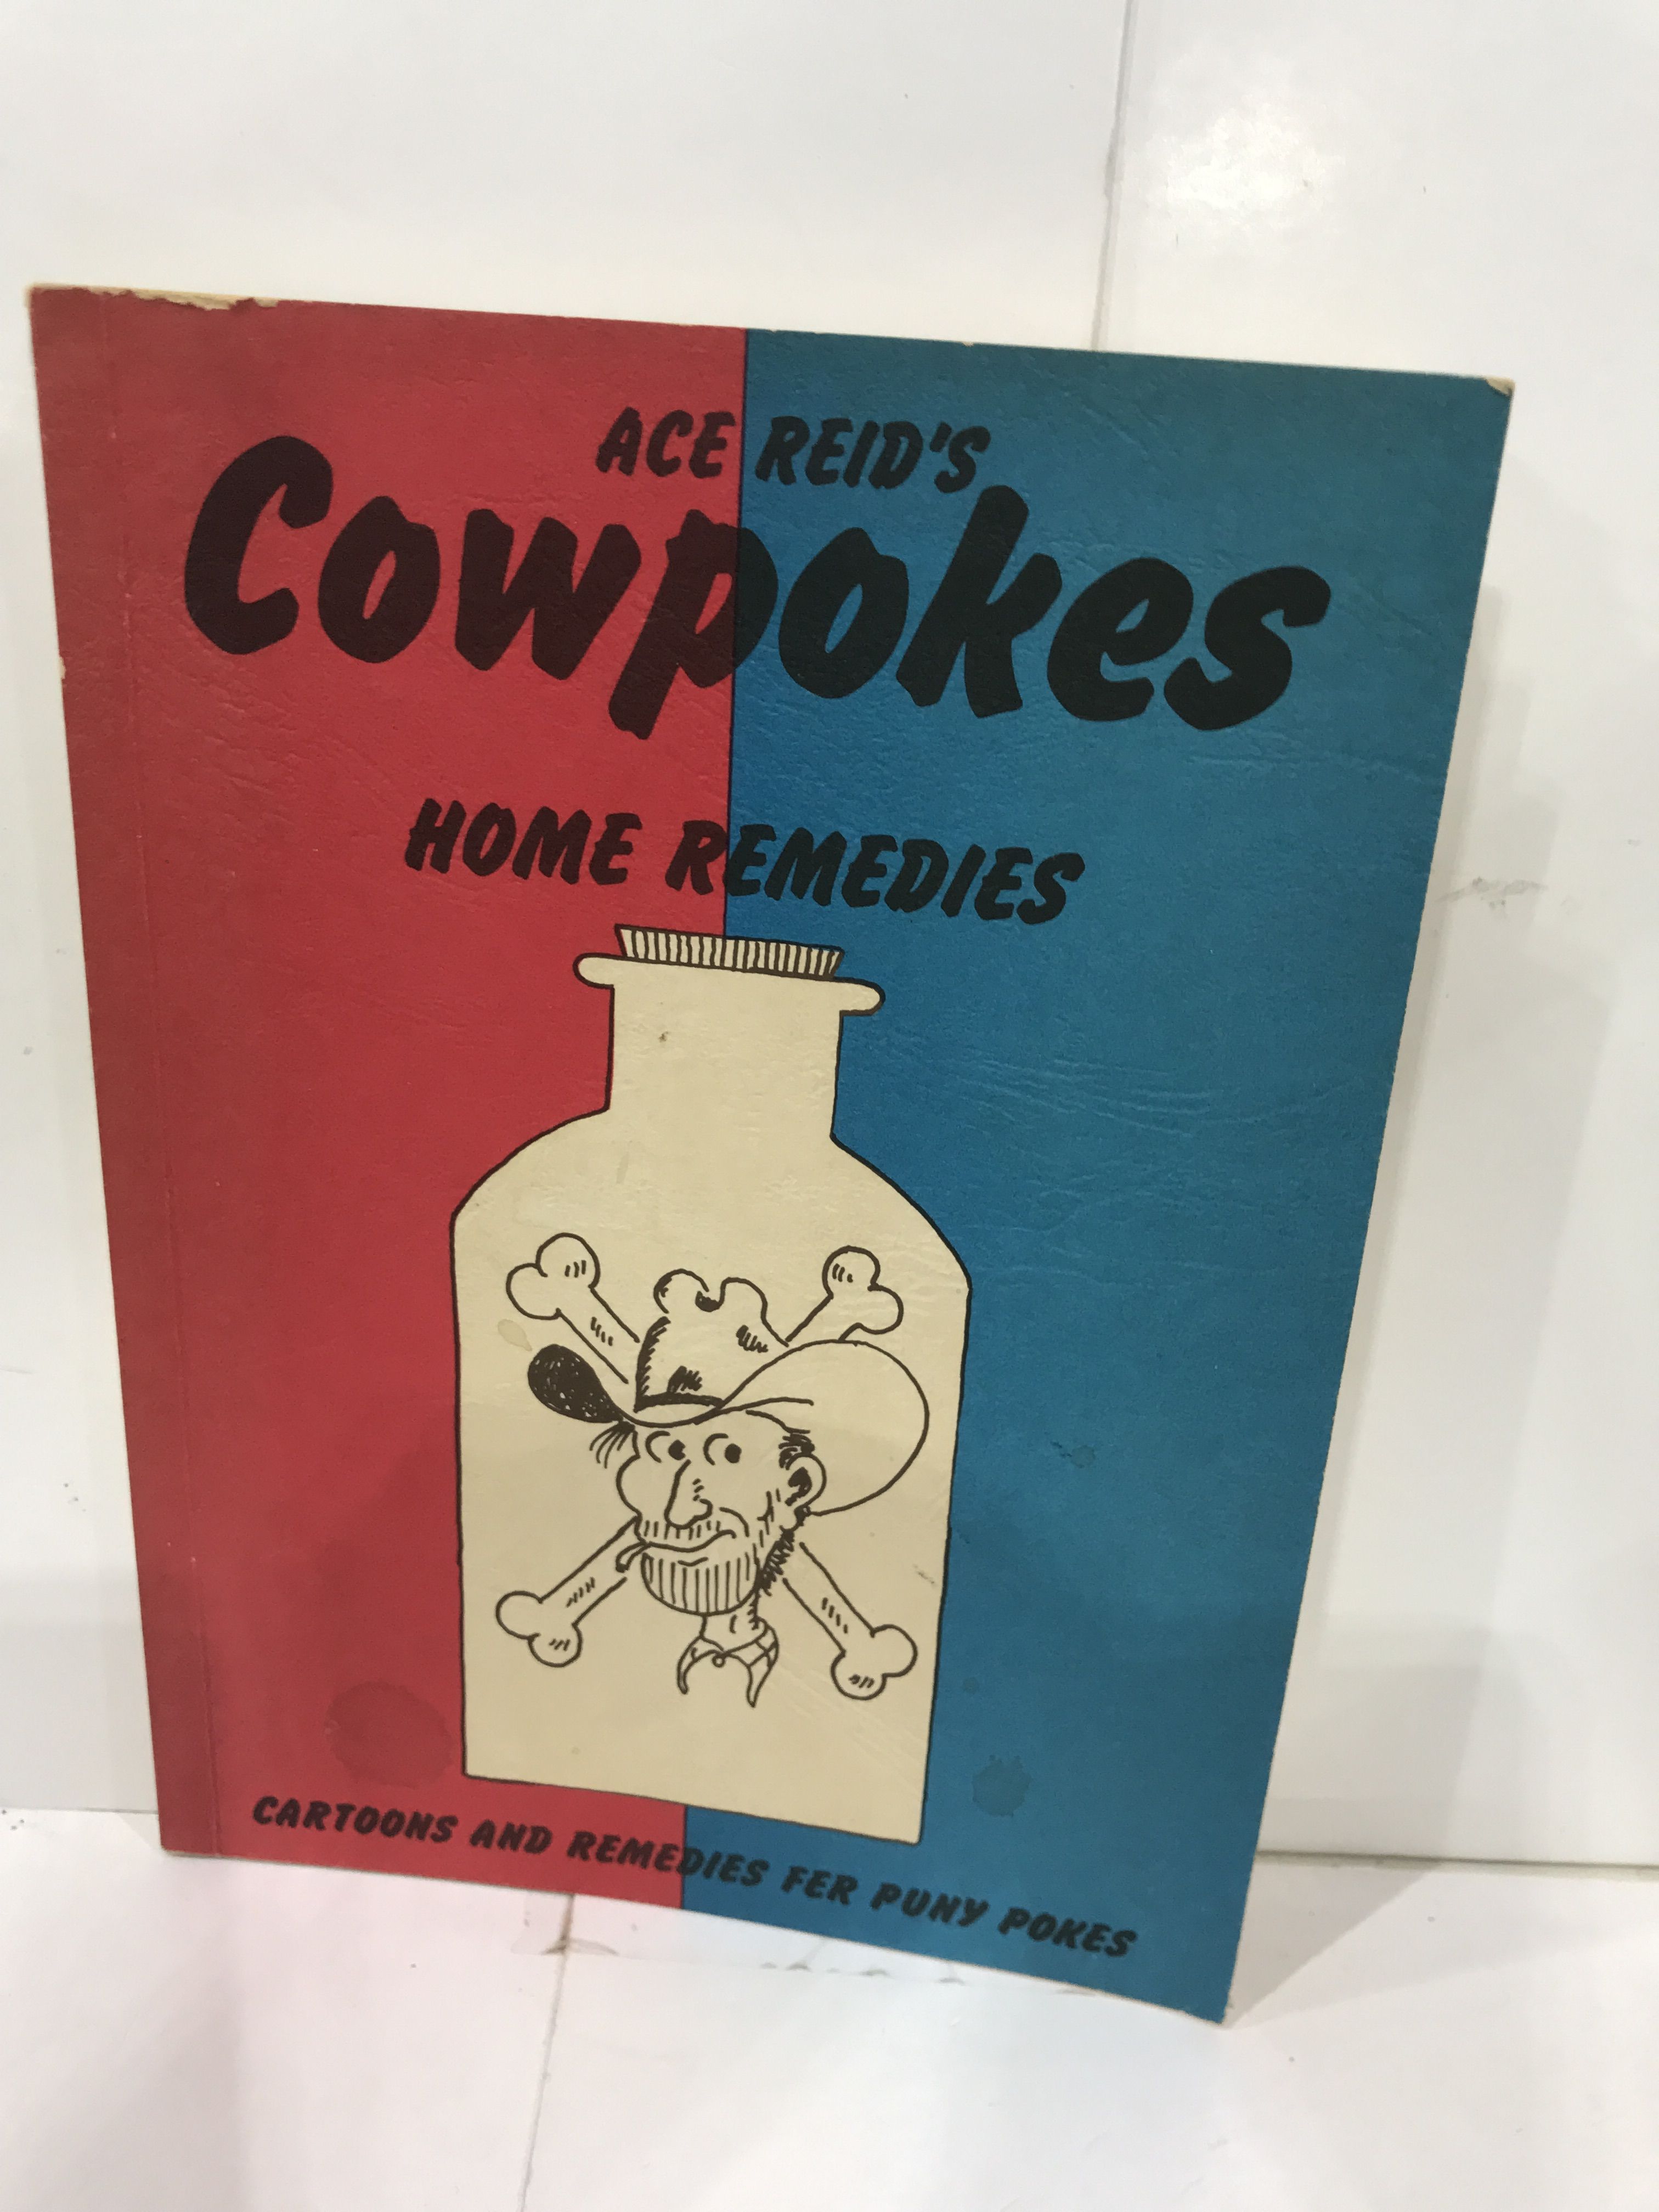 ACE REID'S
Cowpokes
HOME REMEDIES
CARTOONS AND REMEDIES FER PUNY POKES